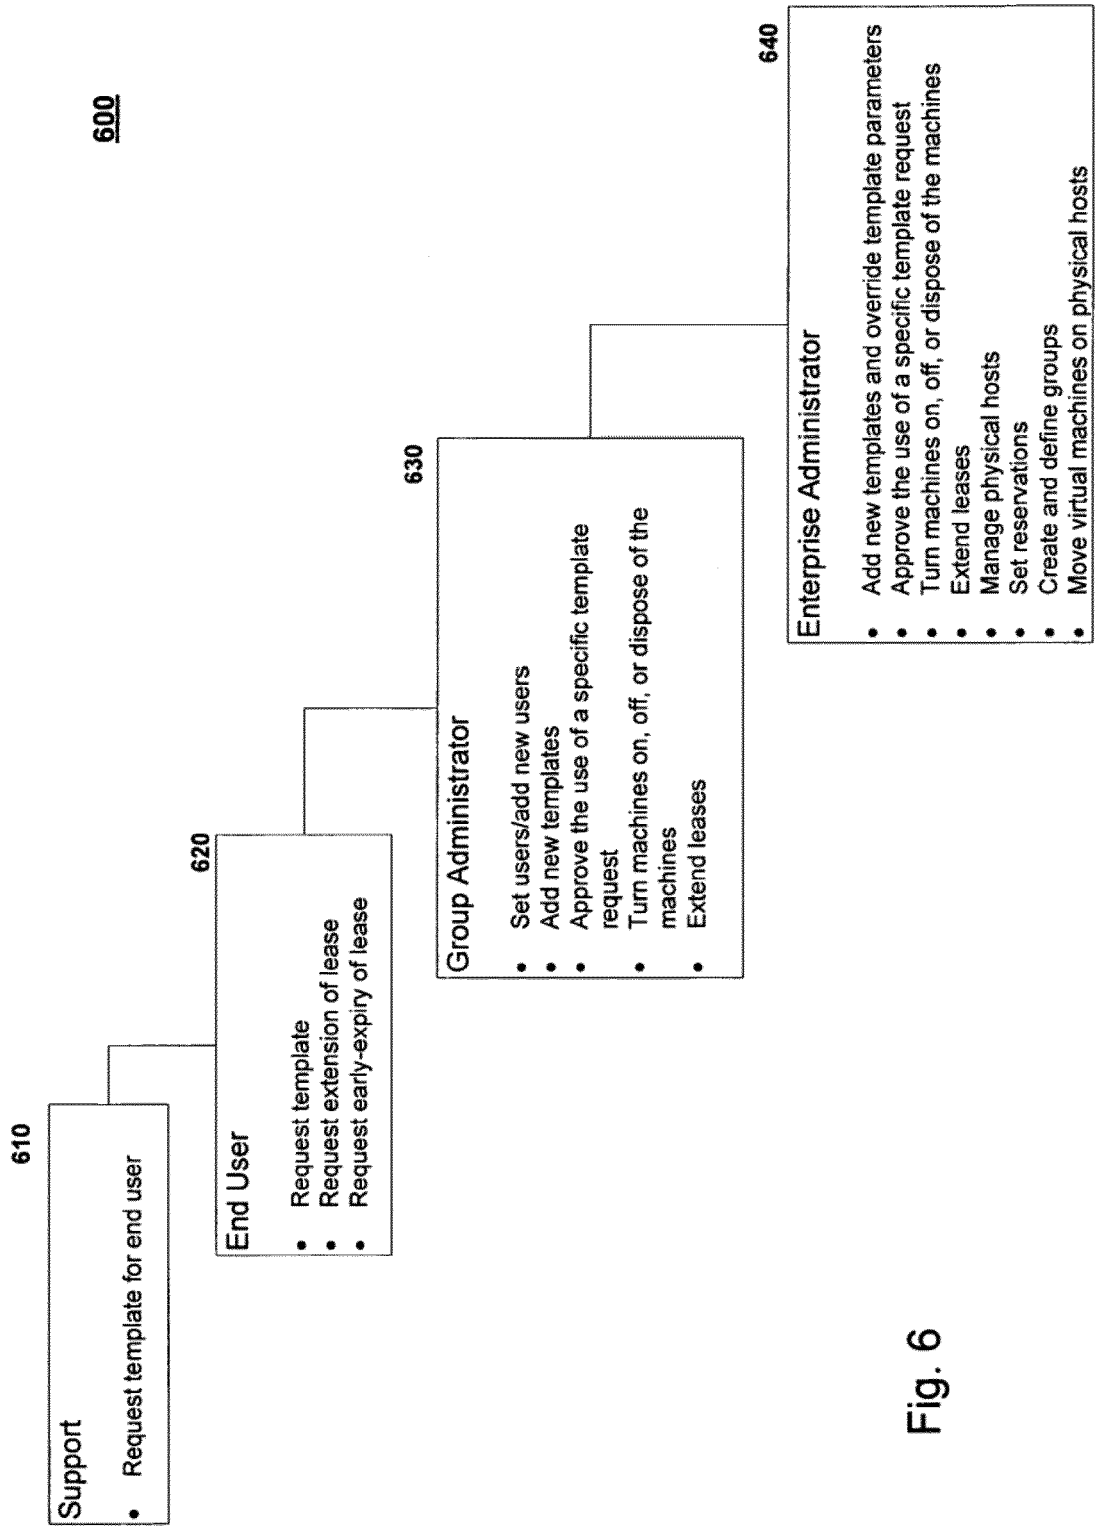 600
610
Support
• Request template for end user
620
End User
• Request template
• Request extension of lease
• Request early-expiry of lease
630
Group Administrator
• Set users/add new users
• Add new templates
• Approve the use of a specific template
request
• Turn machines on, off, or dispose of the
machines
• Extend leases
640
Enterprise Administrator
• Add new templates and override template parameters
• Approve the use of a specific template request
• Turn machines on, off, or dispose of the machines
• Extend leases
• Manage physical hosts
• Set reservations
• Create and define groups
• Move virtual machines on physical hosts
Fig. 6